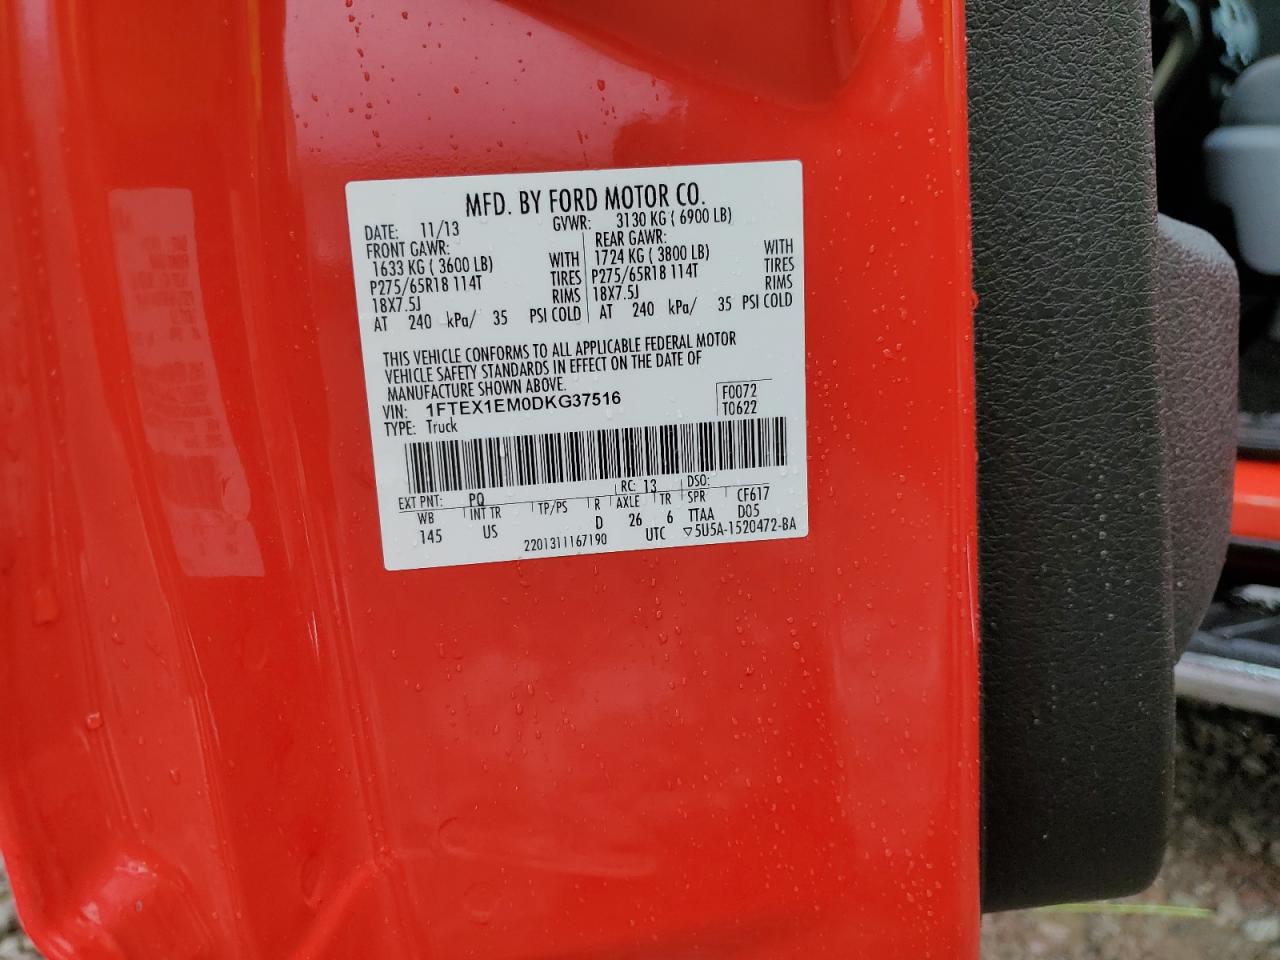 MFD. BY FORD MOTOR CO.
DATE: 11/13 GVWR: 3130 KG ( 6900 LB)
FRONT GAWR: REAR GAWR:
1633 KG ( 3600 LB) WITH 1724 KG ( 3800 LB) WITH
P275/65R18 114T TIRES P275/65R18 114T TIRES
18X7.5J RIMS 18X7.5J RIMS
AT 240 kPa/ 35 PSI COLD AT 240 kPa/ 35 PSI COLD
THIS VEHICLE CONFORMS TO ALL APPLICABLE FEDERAL MOTOR
VEHICLE SAFETY STANDARDS IN EFFECT ON THE DATE OF
MANUFACTURE SHOWN ABOVE.
VIN: 1FTEX1EM0DKG37516 F0072
TYPE: Truck T0622
EXT PNT: PQ RC: 13 DSO:
WB INT TR TP/PS R AXLE TR SPR CF617
145 US D 26 6 TTAA D05
2201311167190 UTC ▽5U5A-1520472-BA